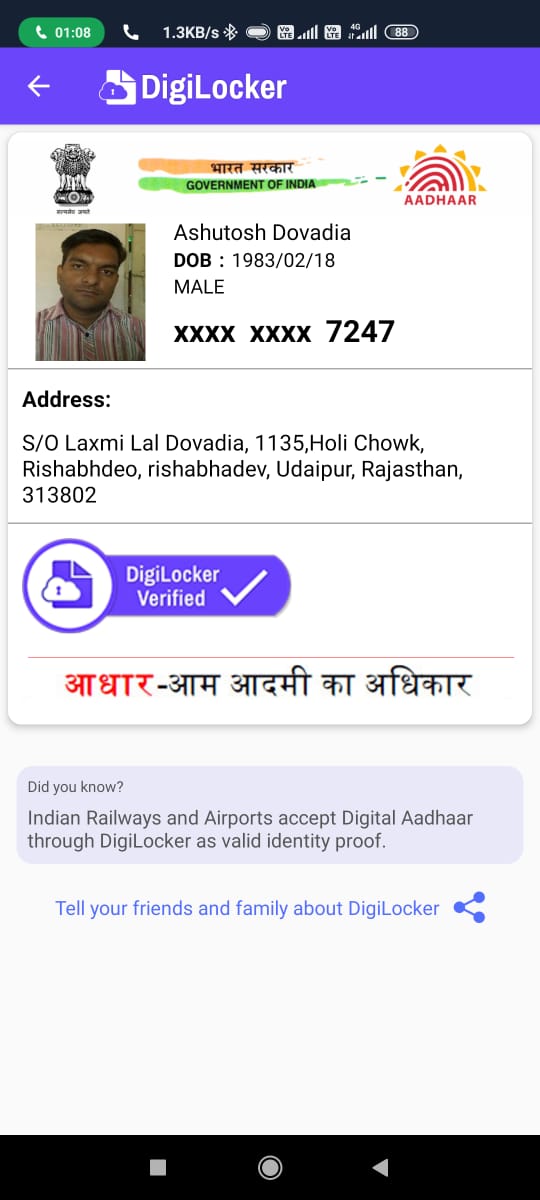 01:08 1.3KB/s VoLTE VoLTE 4G 88
DigiLocker
सत्यमेव जयते
भारत सरकार
GOVERNMENT OF INDIA
AADHAAR
Ashutosh Dovadia
DOB : 1983/02/18
MALE
xxxx xxxx 7247
Address:
S/O Laxmi Lal Dovadia, 1135,Holi Chowk,
Rishabhdeo, rishabhadev, Udaipur, Rajasthan,
313802
DigiLocker
Verified
आधार-आम आदमी का अधिकार
Did you know?
Indian Railways and Airports accept Digital Aadhaar
through DigiLocker as valid identity proof.
Tell your friends and family about DigiLocker